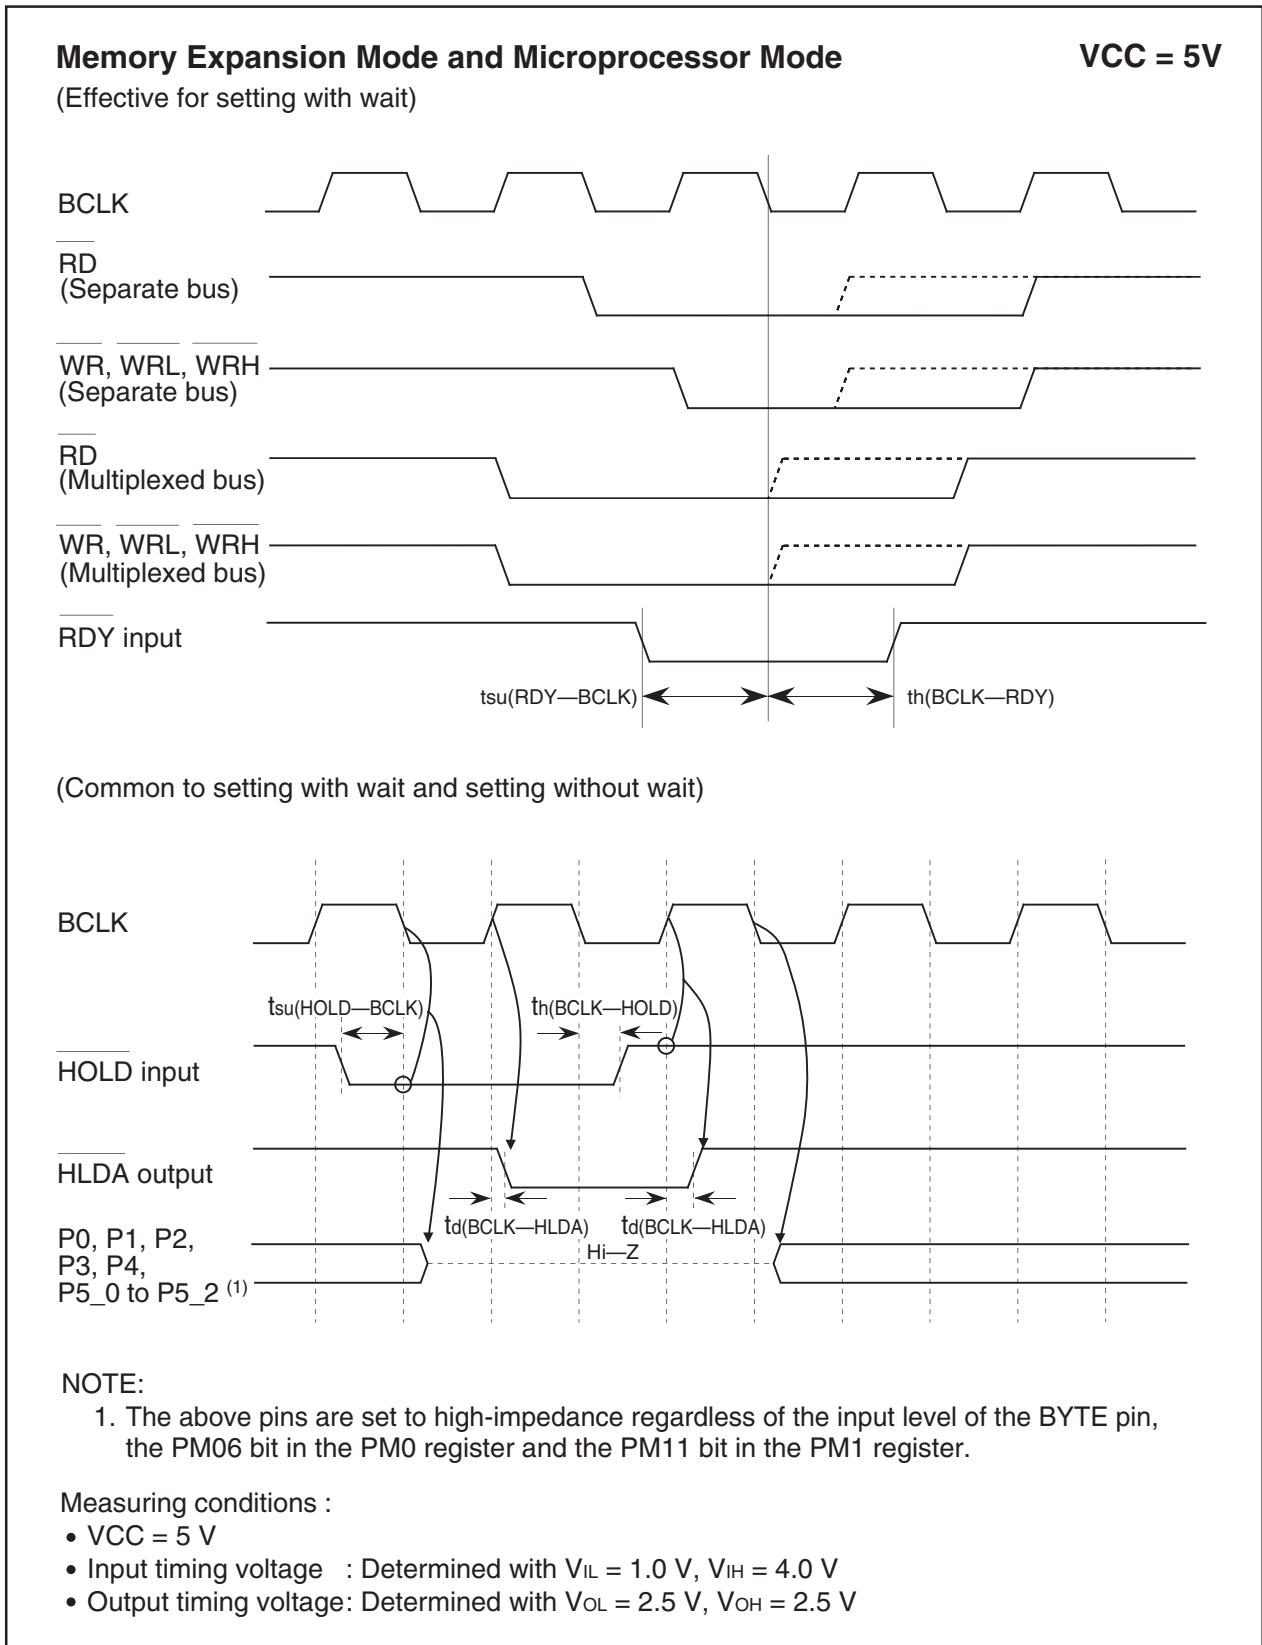 Memory Expansion Mode and Microprocessor Mode VCC = 5V
(Effective for setting with wait)
BCLK
RD
(Separate bus)
WR, WRL, WRH
(Separate bus)
RD
(Multiplexed bus)
WR, WRL, WRH
(Multiplexed bus)
RDY input
tsu(RDY—BCLK) th(BCLK—RDY)
(Common to setting with wait and setting without wait)
BCLK
tsu(HOLD—BCLK) th(BCLK—HOLD)
HOLD input
HLDA output
td(BCLK—HLDA) td(BCLK—HLDA)
Hi—Z
P0, P1, P2,
P3, P4,
P5_0 to P5_2 (1)
NOTE:
1. The above pins are set to high-impedance regardless of the input level of the BYTE pin,
the PM06 bit in the PM0 register and the PM11 bit in the PM1 register.
Measuring conditions :
• VCC = 5 V
• Input timing voltage : Determined with VIL = 1.0 V, VIH = 4.0 V
• Output timing voltage: Determined with VOL = 2.5 V, VOH = 2.5 V